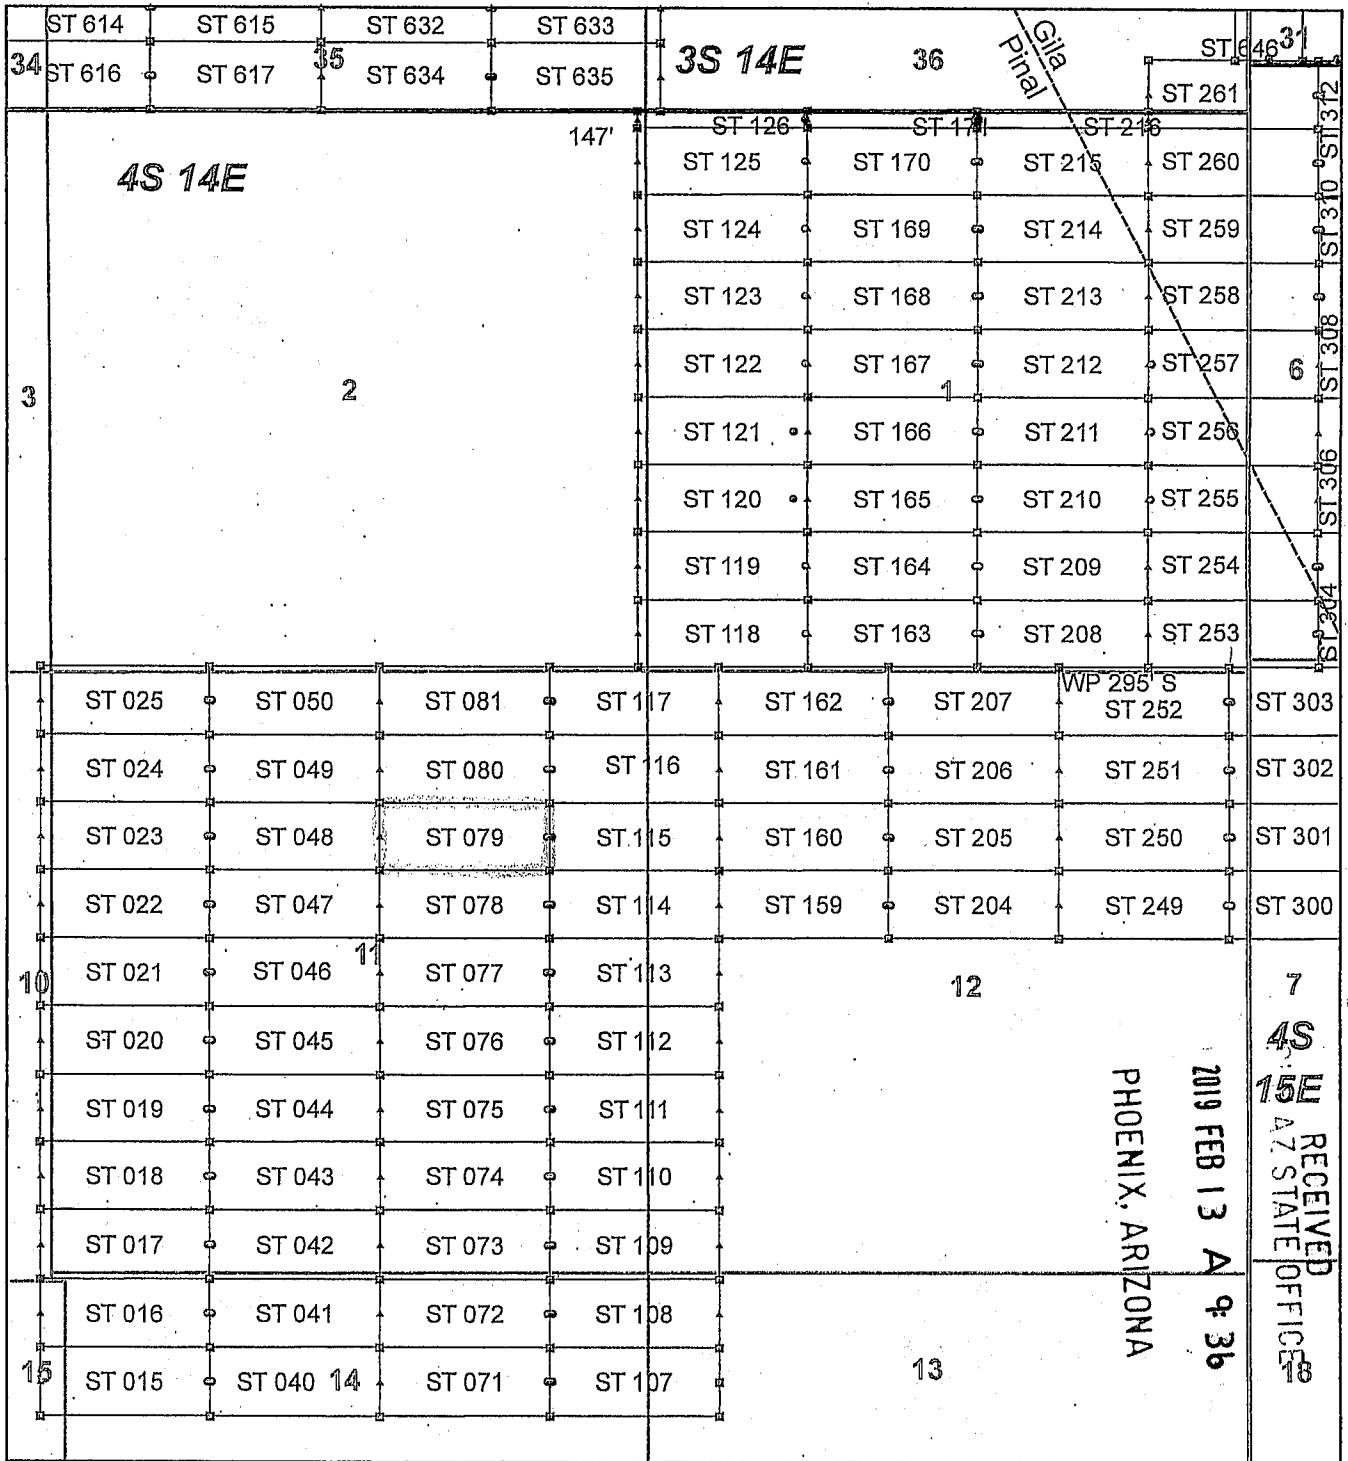 ST 614 ST 615 ST 632 ST 633
34 ST 616 ST 617 35 ST 634 ST 635 3S 14E 36 Gila Pinal ST 646 31
ST 261 ST 312
147' ST 126 ST 171 ST 216
4S 14E ST 125 ST 170 ST 215 ST 260 ST 310
ST 124 ST 169 ST 214 ST 259
ST 123 ST 168 ST 213 ST 258 ST 308
3 2 ST 122 ST 167 1 ST 212 ST 257 6
ST 121 ST 166 ST 211 ST 256 ST 306
ST 120 ST 165 ST 210 ST 255
ST 119 ST 164 ST 209 ST 254
ST 118 ST 163 ST 208 ST 253 ST 304
WP 295' S
ST 025 ST 050 ST 081 ST 117 ST 162 ST 207 ST 252 ST 303
ST 024 ST 049 ST 080 ST 116 ST 161 ST 206 ST 251 ST 302
ST 023 ST 048 ST 079 ST 115 ST 160 ST 205 ST 250 ST 301
ST 022 ST 047 ST 078 ST 114 ST 159 ST 204 ST 249 ST 300
10 ST 021 ST 046 11 ST 077 ST 113 12 7
ST 020 ST 045 ST 076 ST 112 4S
ST 019 ST 044 ST 075 ST 111 15E
ST 018 ST 043 ST 074 ST 110
ST 017 ST 042 ST 073 ST 109
ST 016 ST 041 ST 072 ST 108
15 ST 015 ST 040 14 ST 071 ST 107 13 18
RECEIVED
AZ STATE OFFICE
2019 FEB 13 A 9:36
PHOENIX, ARIZONA